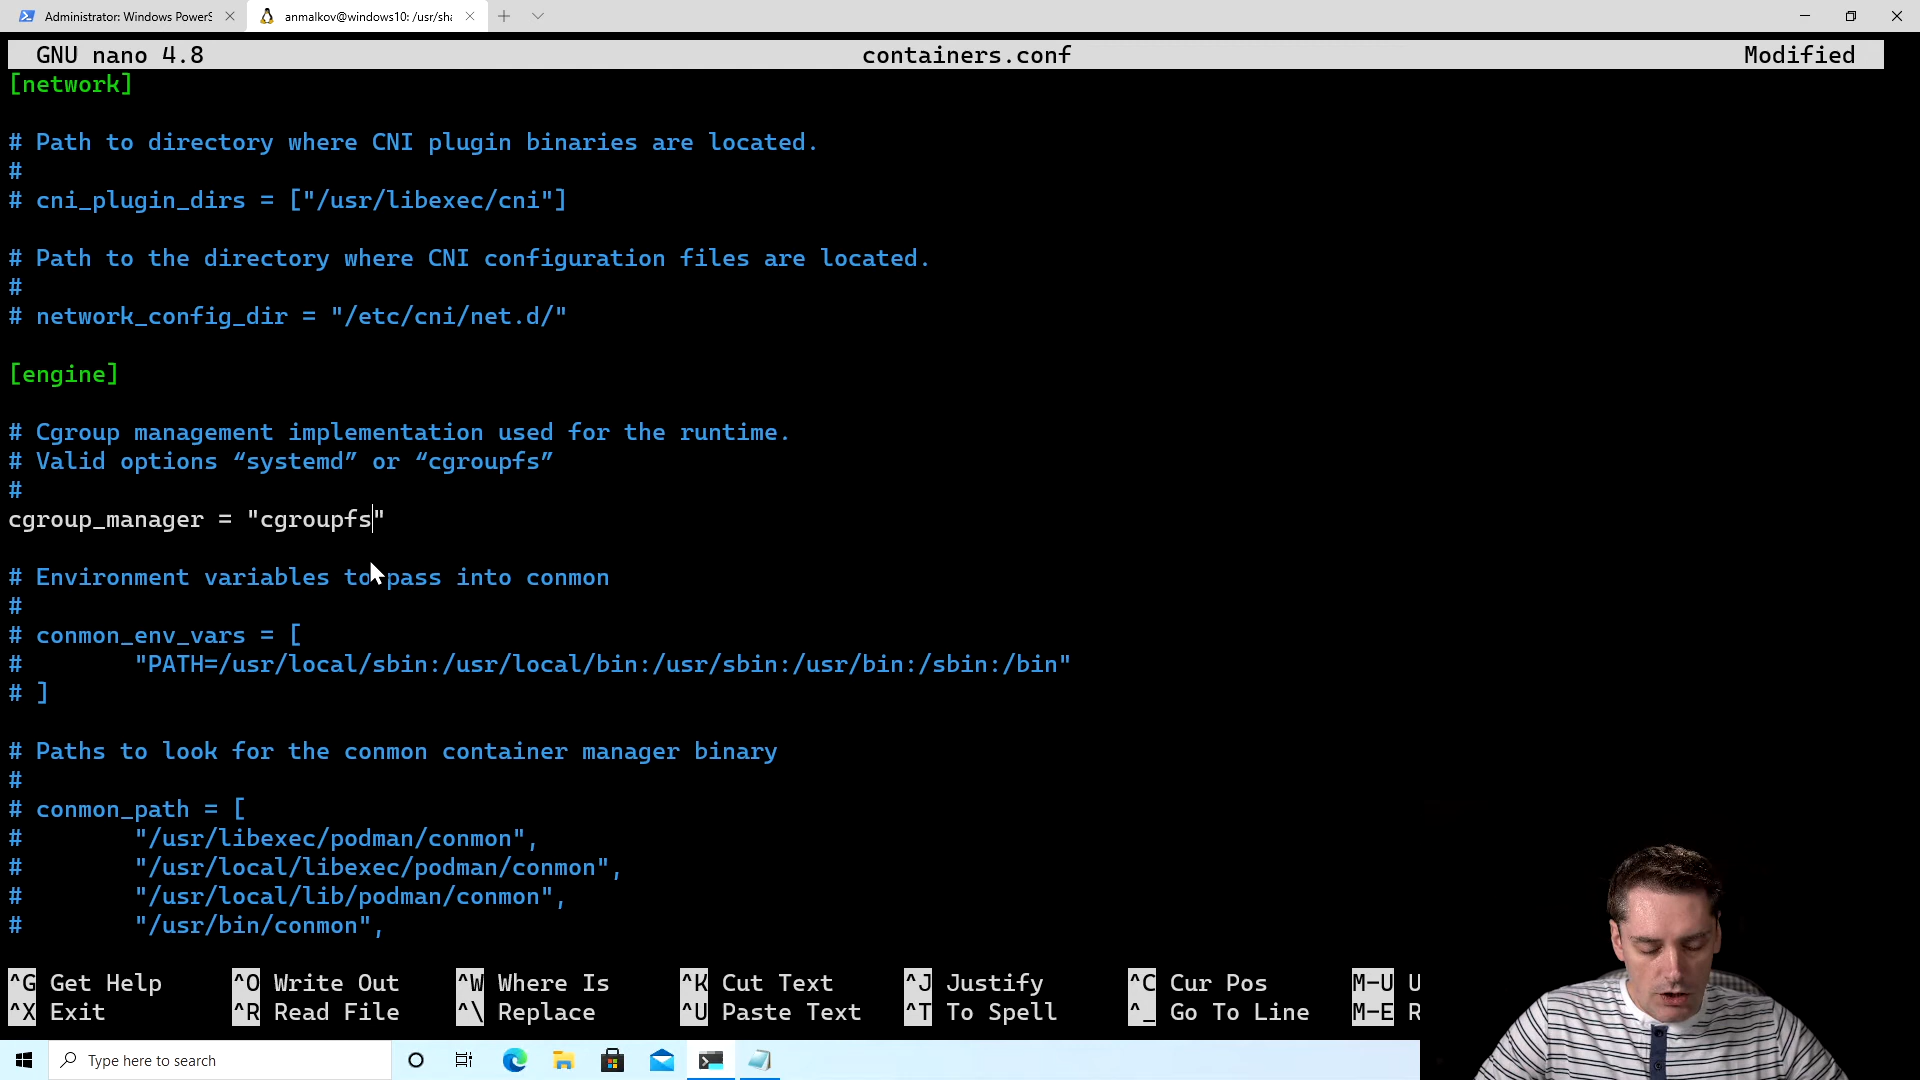 Administrator: Windows PowerS
anmalkov@windows10: /usr/sha
GNU nano 4.8 containers.conf Modified
[network]
# Path to directory where CNI plugin binaries are located.
#
# cni_plugin_dirs = ["/usr/libexec/cni"]
# Path to the directory where CNI configuration files are located.
#
# network_config_dir = "/etc/cni/net.d/"
[engine]
# Cgroup management implementation used for the runtime.
# Valid options “systemd” or “cgroupfs”
#
cgroup_manager = "cgroupfs"
# Environment variables to pass into conmon
#
# conmon_env_vars = [
#        "PATH=/usr/local/sbin:/usr/local/bin:/usr/sbin:/usr/bin:/sbin:/bin"
# ]
# Paths to look for the conmon container manager binary
#
# conmon_path = [
#        "/usr/libexec/podman/conmon",
#        "/usr/local/libexec/podman/conmon",
#        "/usr/local/lib/podman/conmon",
#        "/usr/bin/conmon",
^G Get Help ^O Write Out ^W Where Is ^K Cut Text ^J Justify ^C Cur Pos M-U U
^X Exit ^R Read File ^\ Replace ^U Paste Text ^T To Spell ^_ Go To Line M-E R
Type here to search